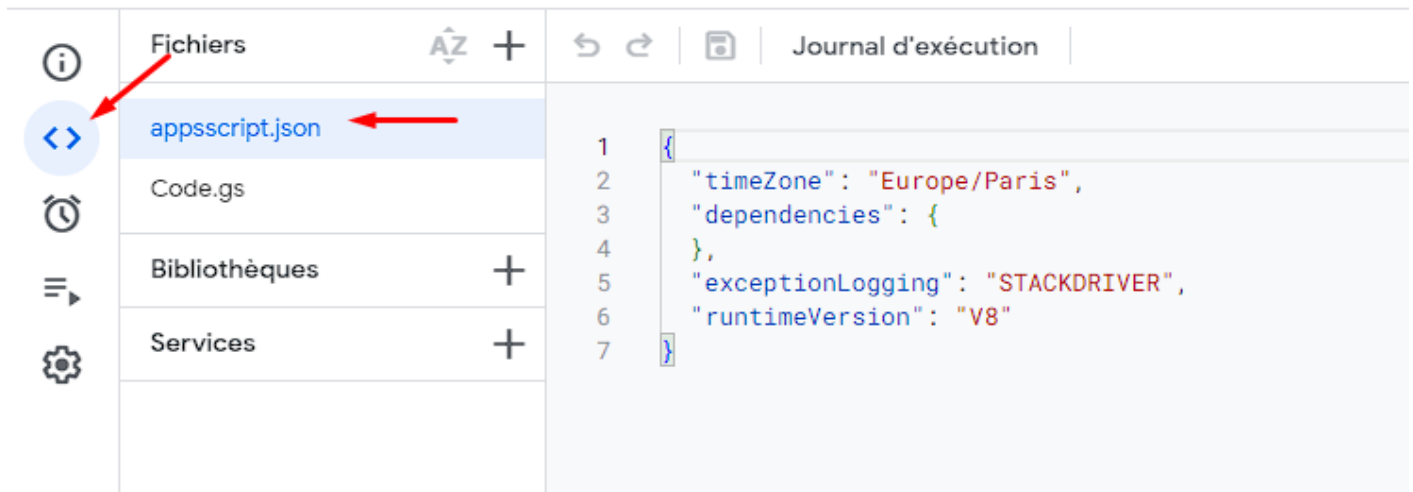 Fichiers
AZ
Journal d'exécution
appsscript.json
Code.gs
Bibliothèques
Services
1 {
2 "timeZone": "Europe/Paris",
3 "dependencies": {
4 },
5 "exceptionLogging": "STACKDRIVER",
6 "runtimeVersion": "V8"
7 }